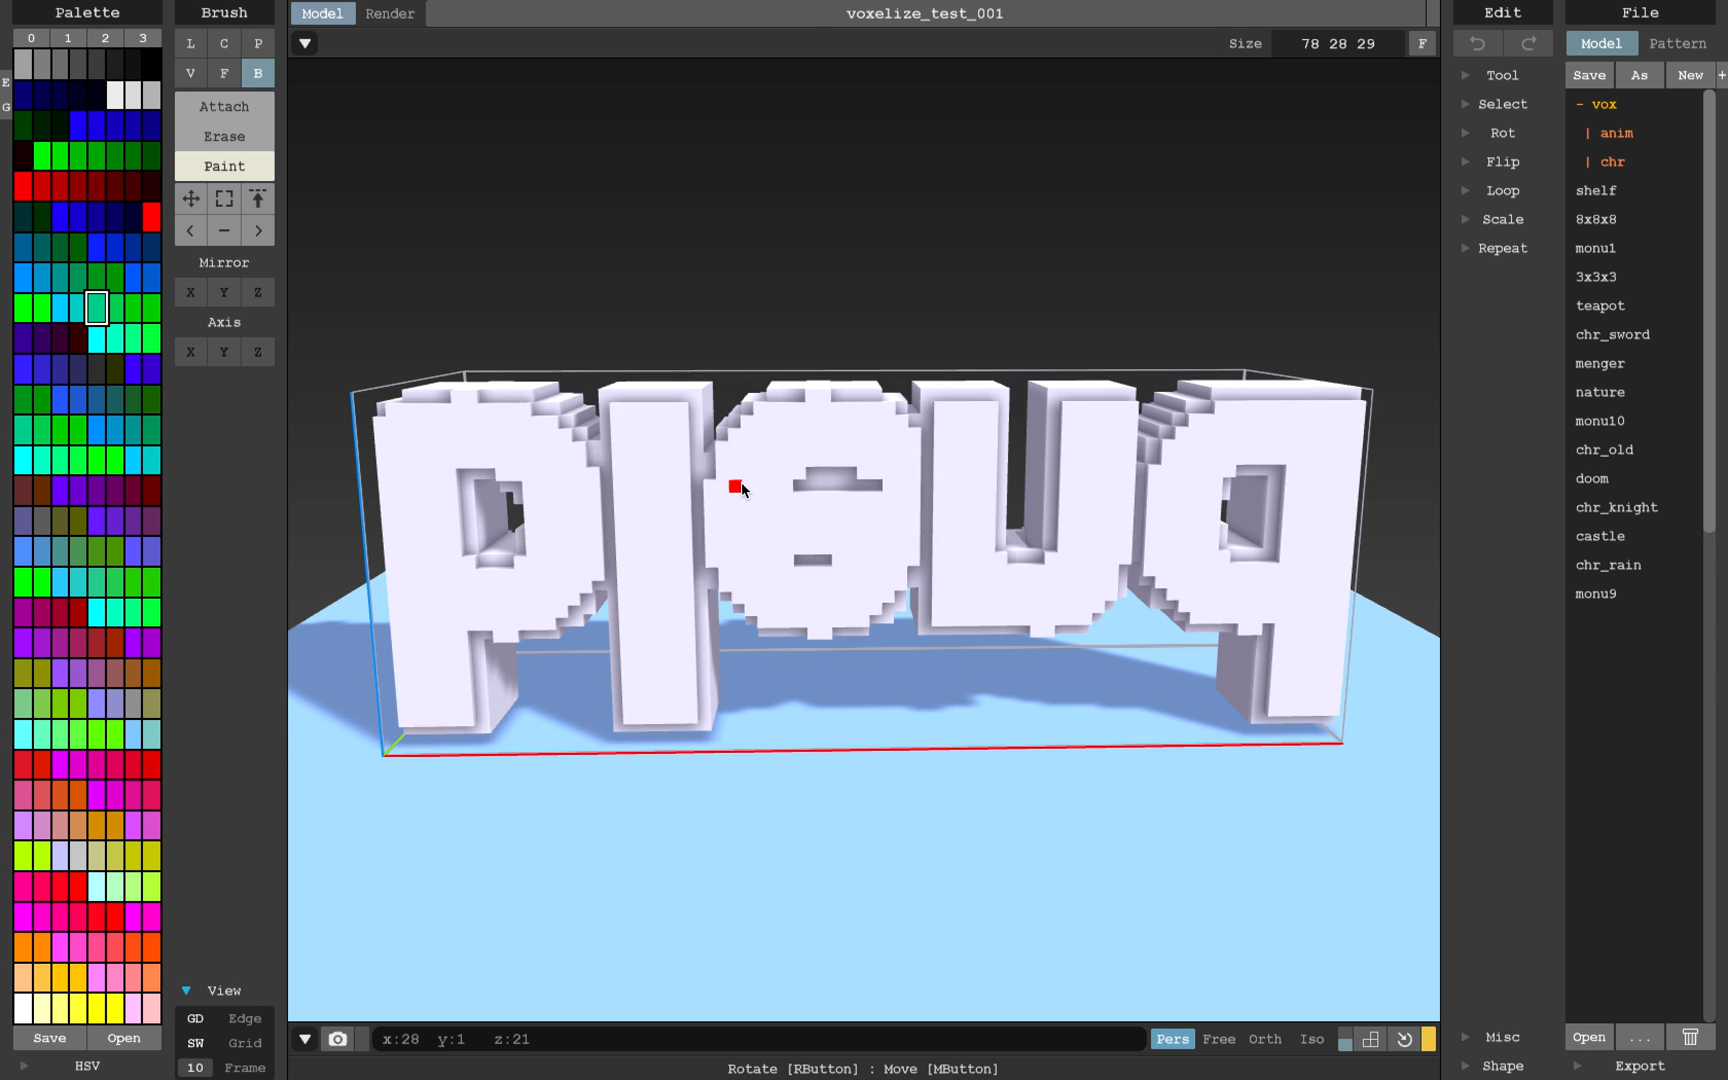 Palette
0 1 2 3
E
G
Save Open
HSV
Brush
L C P
V F B
Attach
Erase
Paint
< − >
Mirror
X Y Z
Axis
X Y Z
View
GD Edge
SW Grid
10 Frame
Model Render voxelize_test_001
Size 78 28 29 F
pieuq
x:28 y:1 z:21 Pers Free Orth Iso
Rotate [RButton] : Move [MButton]
Edit
Tool
Select
Rot
Flip
Loop
Scale
Repeat
Misc
Shape
File
Model Pattern
Save As New +
- vox
| anim
| chr
shelf
8x8x8
monu1
3x3x3
teapot
chr_sword
menger
nature
monu10
chr_old
doom
chr_knight
castle
chr_rain
monu9
Open ...
Export